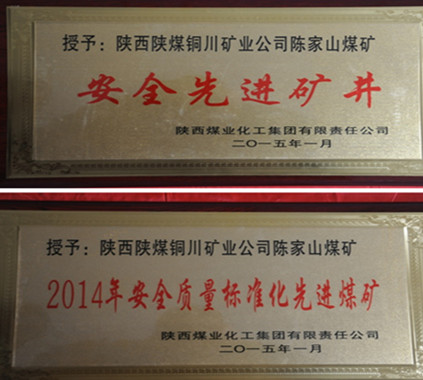 授予：陕西陕煤铜川矿业公司陈家山煤矿
安全先进矿井
陕西煤业化工集团有限责任公司
二〇一五年一月
授予：陕西陕煤铜川矿业公司陈家山煤矿
2014年安全质量标准化先进煤矿
陕西煤业化工集团有限责任公司
二〇一五年一月